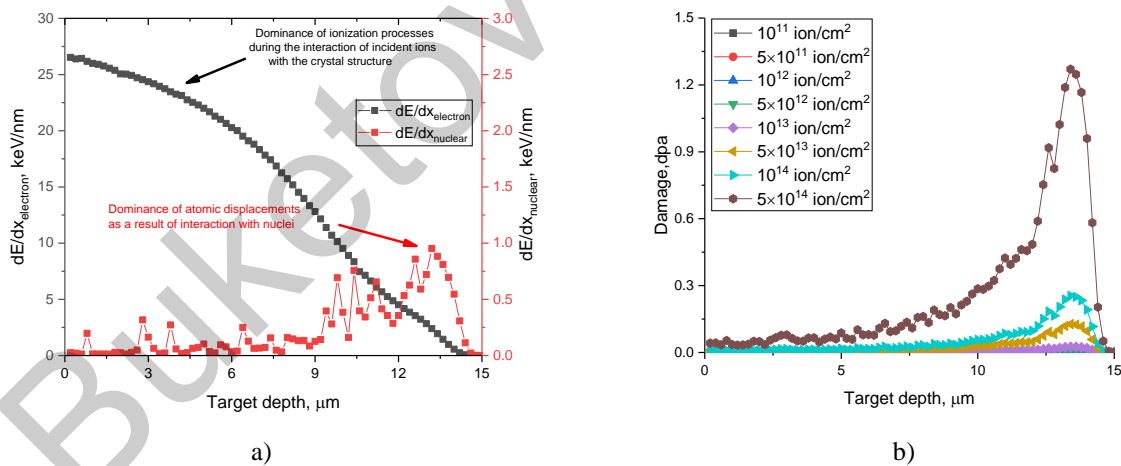 30
25
20
15
10
5
0
0
3
6
9
12
15
3.0
2.5
2.0
1.5
1.0
0.5
0.0
dE/dx_electron, keV/nm
dE/dx_nuclear, keV/nm
Target depth, μm
Dominance of ionization processes
during the interaction of incident ions
with the crystal structure
dE/dx_electron
dE/dx_nuclear
Dominance of atomic displacements
as a result of interaction with nuclei
a)
1.5
1.2
0.9
0.6
0.3
0.0
0
5
10
15
Damage,dpa
Target depth, μm
10¹¹ ion/cm²
5×10¹¹ ion/cm²
10¹² ion/cm²
5×10¹² ion/cm²
10¹³ ion/cm²
5×10¹³ ion/cm²
10¹⁴ ion/cm²
5×10¹⁴ ion/cm²
b)
Buketov